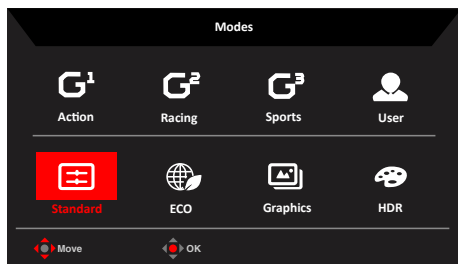 Modes
G1 G2 G3
Action Racing Sports User
Standard ECO Graphics HDR
Move OK